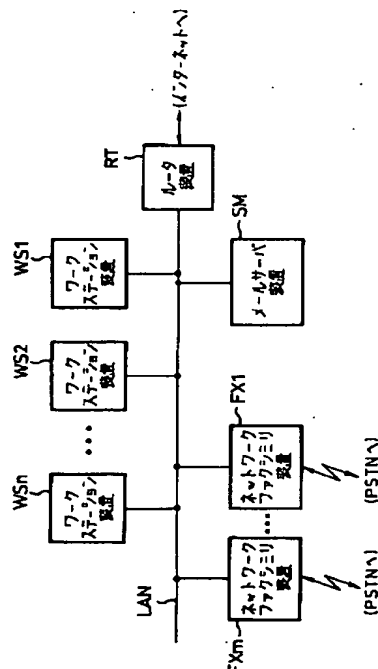 WSn
WS2
WS1
RT
ワーク
ステーション
装置
ワーク
ステーション
装置
ワーク
ステーション
装置
ルータ
装置
(インターネットへ)
LAN
FXm
FX1
SM
ネットワーク
ファクシミリ
装置
ネットワーク
ファクシミリ
装置
メールサーバ
装置
(PSTNへ)
(PSTNへ)